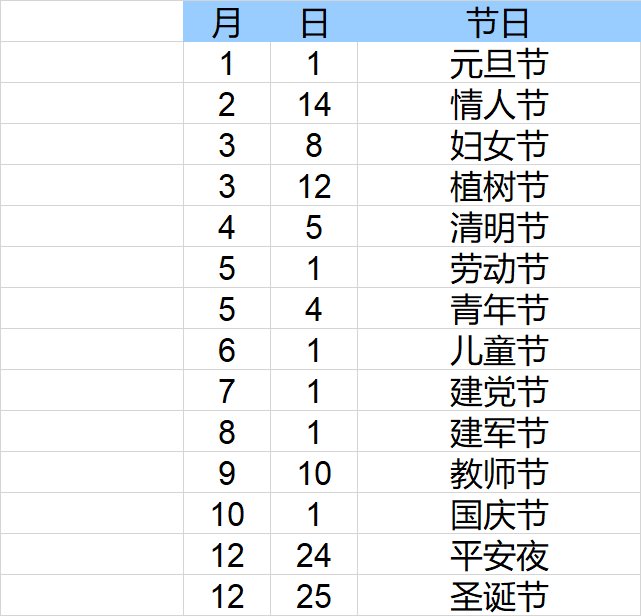 月 日 节日
1 1 元旦节
2 14 情人节
3 8 妇女节
3 12 植树节
4 5 清明节
5 1 劳动节
5 4 青年节
6 1 儿童节
7 1 建党节
8 1 建军节
9 10 教师节
10 1 国庆节
12 24 平安夜
12 25 圣诞节